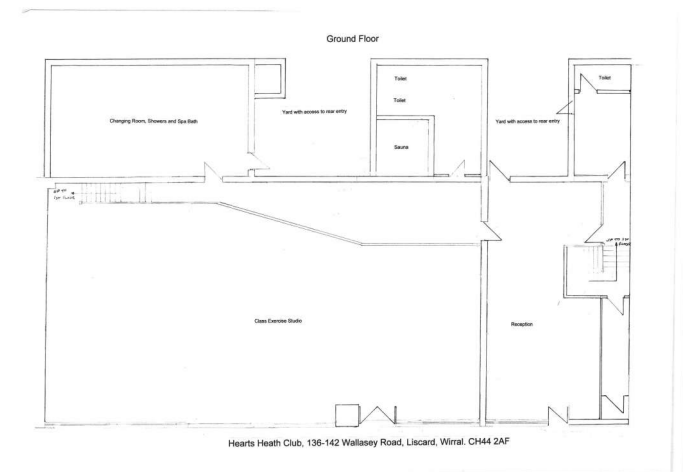 Ground Floor
Toilet
Toilet
Toilet
Changing Room, Showers and Spa Bath
Yard with access to rear entry
Yard with access to rear entry
Sauna
Class Exercise Studio
Reception
Hearts Heath Club, 136-142 Wallasey Road, Liscard, Wirral. CH44 2AF